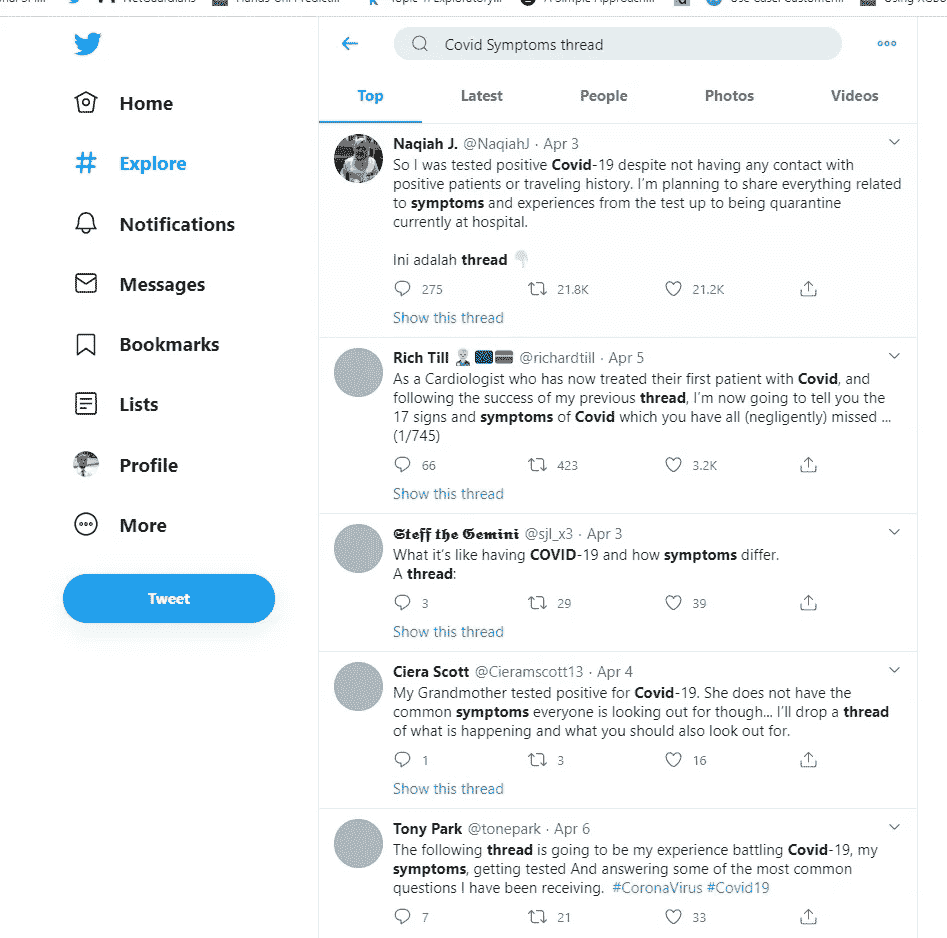 NetGuardians
Covid Symptoms thread
Home
Explore
Notifications
Messages
Bookmarks
Lists
Profile
More
Tweet
Top
Latest
People
Photos
Videos
Naqiah J. @NaqiahJ · Apr 3
So I was tested positive Covid-19 despite not having any contact with
positive patients or traveling history. I’m planning to share everything related
to symptoms and experiences from the test up to being quarantine
currently at hospital.
Ini adalah thread 👇
275 21.8K 21.2K
Show this thread
Rich Till @richardtill · Apr 5
As a Cardiologist who has now treated their first patient with Covid, and
following the success of my previous thread, I’m now going to tell you the
17 signs and symptoms of Covid which you have all (negligently) missed ...
(1/745)
66 423 3.2K
Show this thread
𝕾𝖙𝖊𝖋𝖋 𝖙𝖍𝖊 𝕲𝖊𝖒𝖎𝖓𝖎 @sjl_x3 · Apr 3
What it’s like having COVID-19 and how symptoms differ.
A thread:
3 29 39
Show this thread
Ciera Scott @Cieramscott13 · Apr 4
My Grandmother tested positive for Covid-19. She does not have the
common symptoms everyone is looking out for though... I’ll drop a thread
of what is happening and what you should also look out for.
1 3 16
Show this thread
Tony Park @tonepark · Apr 6
The following thread is going to be my experience battling Covid-19, my
symptoms, getting tested And answering some of the most common
questions I have been receiving. #CoronaVirus #Covid19
7 21 33